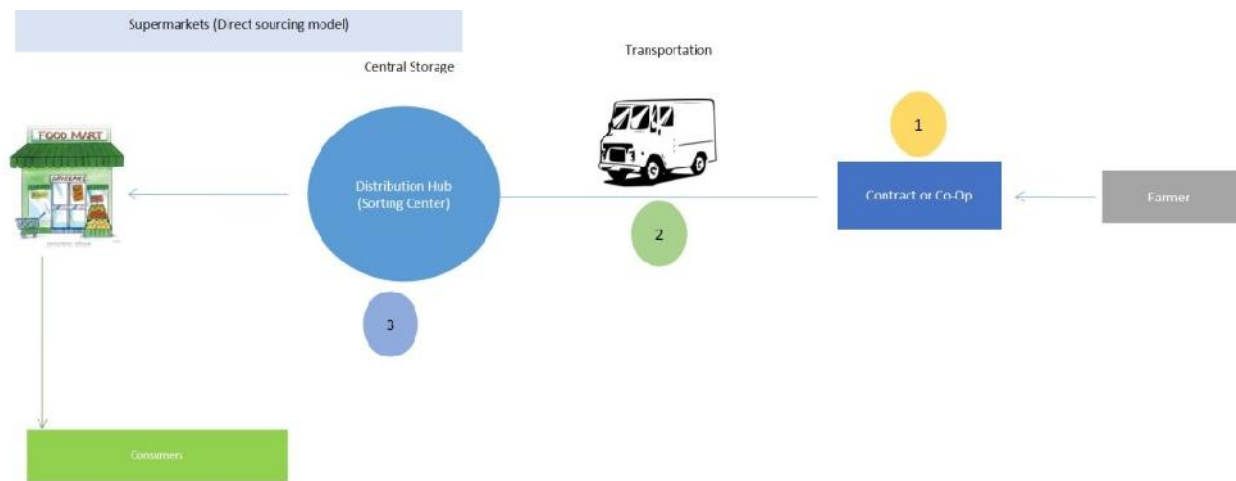 Supermarkets (Direct sourcing model)
Central Storage
Transportation
FOOD MART
GROCERIES
1
Distribution Hub
(Sorting Center)
Contract or Co-Op
Farmer
2
3
Consumers